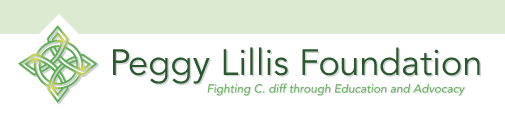 Peggy Lillis Foundation
Fighting C. diff through Education and Advocacy